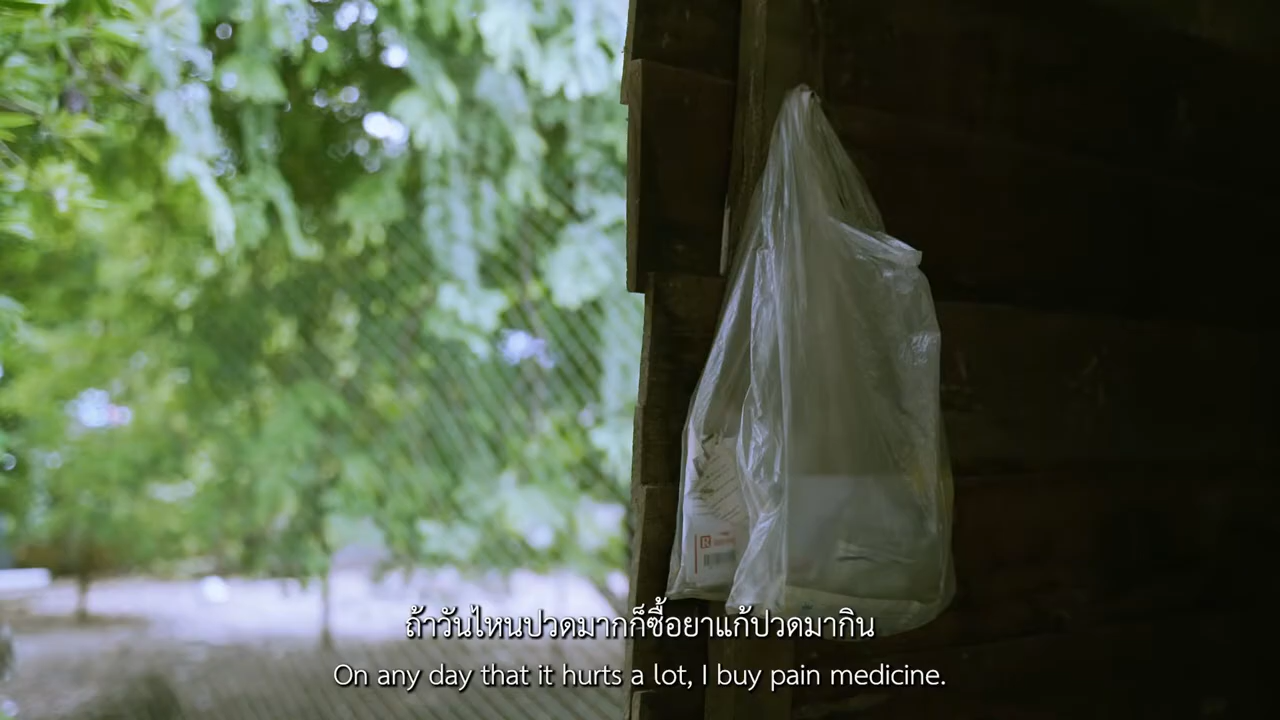 ถ้าวันไหนปวดมากก็ซื้อยาแก้ปวดมากิน
On any day that it hurts a lot, I buy pain medicine.